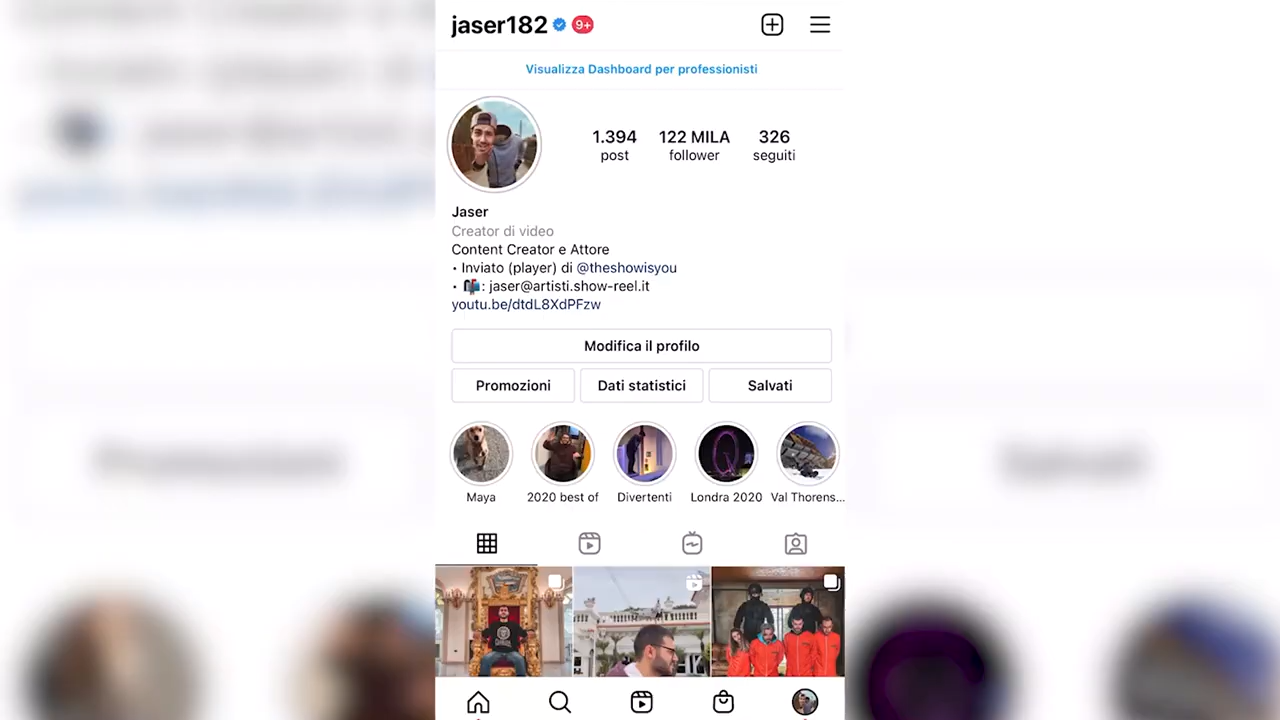 jaser182 9+
Visualizza Dashboard per professionisti
1.394 122 MILA 326
post follower seguiti
Jaser
Creator di video
Content Creator e Attore
• Inviato (player) di @theshowisyou
• 📬: jaser@artisti.show-reel.it
youtu.be/dtdL8XdPFzw
Modifica il profilo
Promozioni Dati statistici Salvati
Maya 2020 best of Divertenti Londra 2020 Val Thorens...